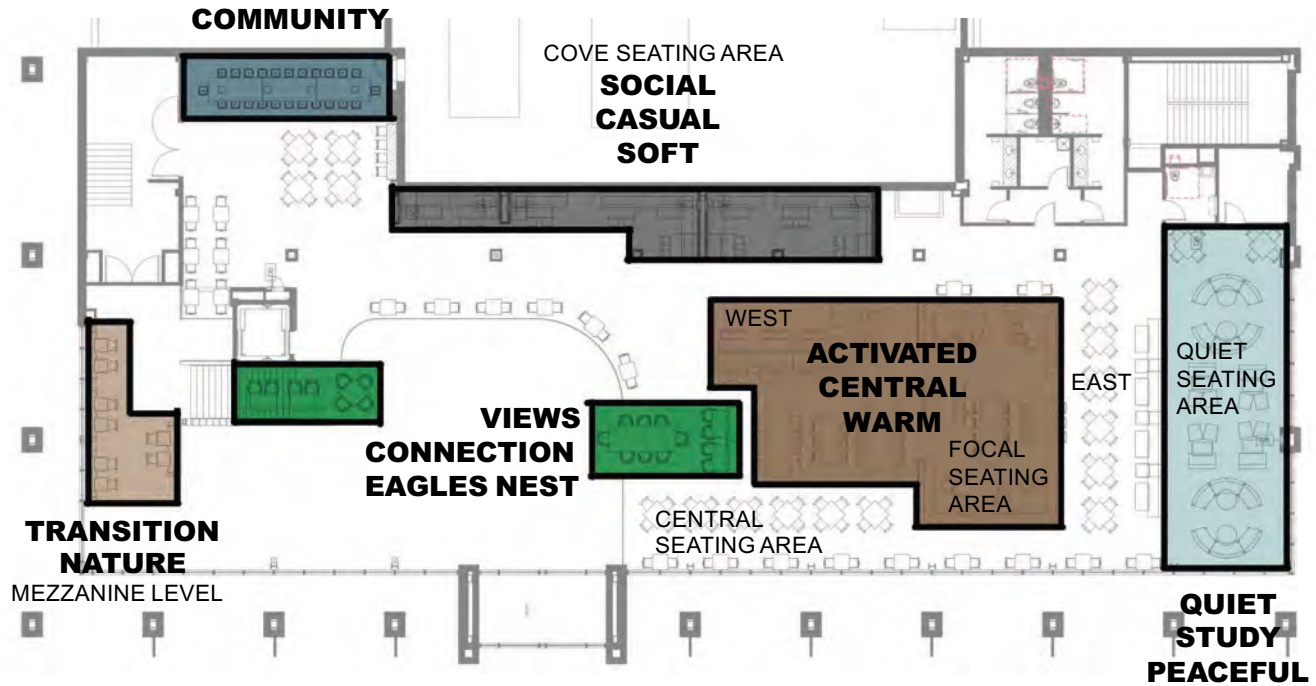 COMMUNITY
COVE SEATING AREA
SOCIAL
CASUAL
SOFT
WEST
ACTIVATED
CENTRAL
WARM
FOCAL
SEATING
AREA
EAST
QUIET
SEATING
AREA
VIEWS
CONNECTION
EAGLES NEST
CENTRAL
SEATING AREA
TRANSITION
NATURE
MEZZANINE LEVEL
QUIET
STUDY
PEACEFUL